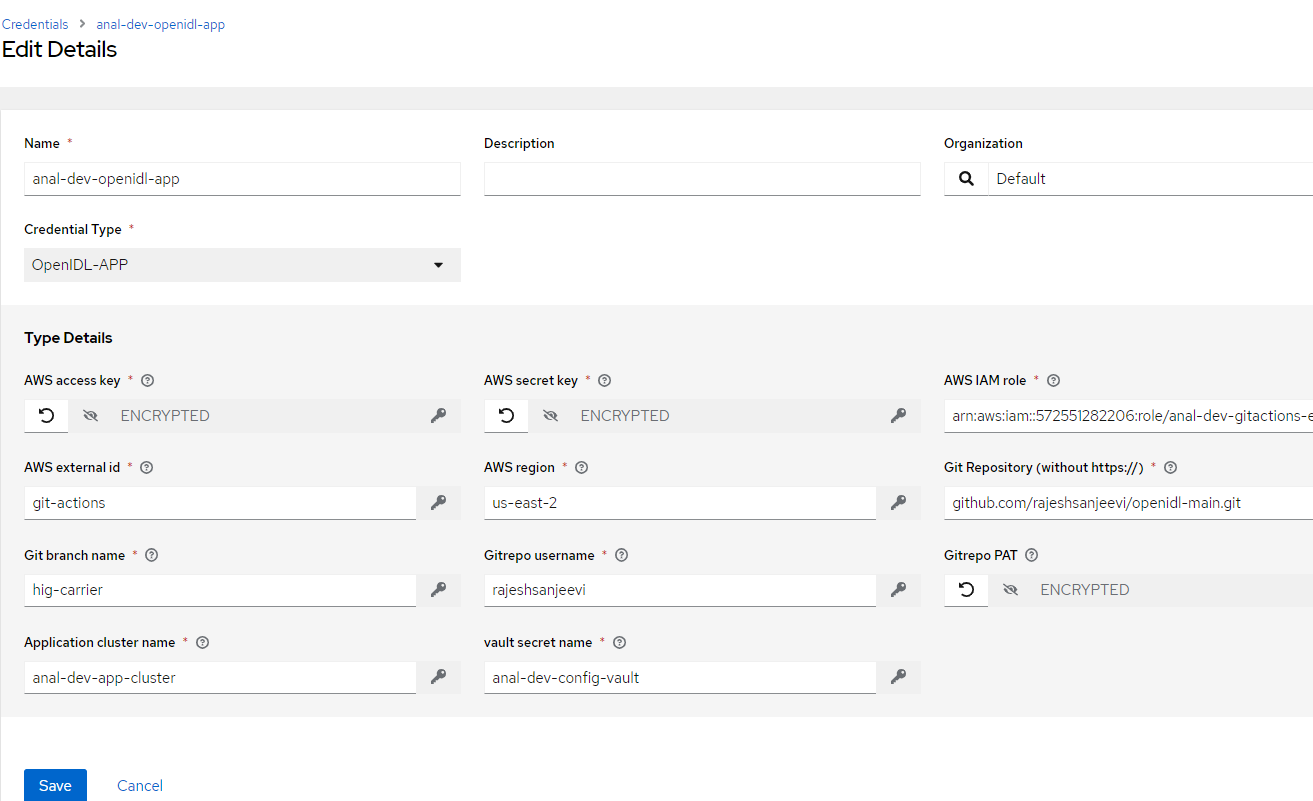 Credentials > anal-dev-openidl-app
Edit Details
Name * Description Organization
anal-dev-openidl-app Default
Credential Type *
OpenIDL-APP
Type Details
AWS access key * AWS secret key * AWS IAM role *
ENCRYPTED ENCRYPTED arn:aws:iam::572551282206:role/anal-dev-gitactions-e
AWS external id * AWS region * Git Repository (without https://) *
git-actions us-east-2 github.com/rajeshsanjeevi/openidl-main.git
Git branch name * Gitrepo username * Gitrepo PAT
hig-carrier rajeshsanjeevi ENCRYPTED
Application cluster name * vault secret name *
anal-dev-app-cluster anal-dev-config-vault
Save Cancel